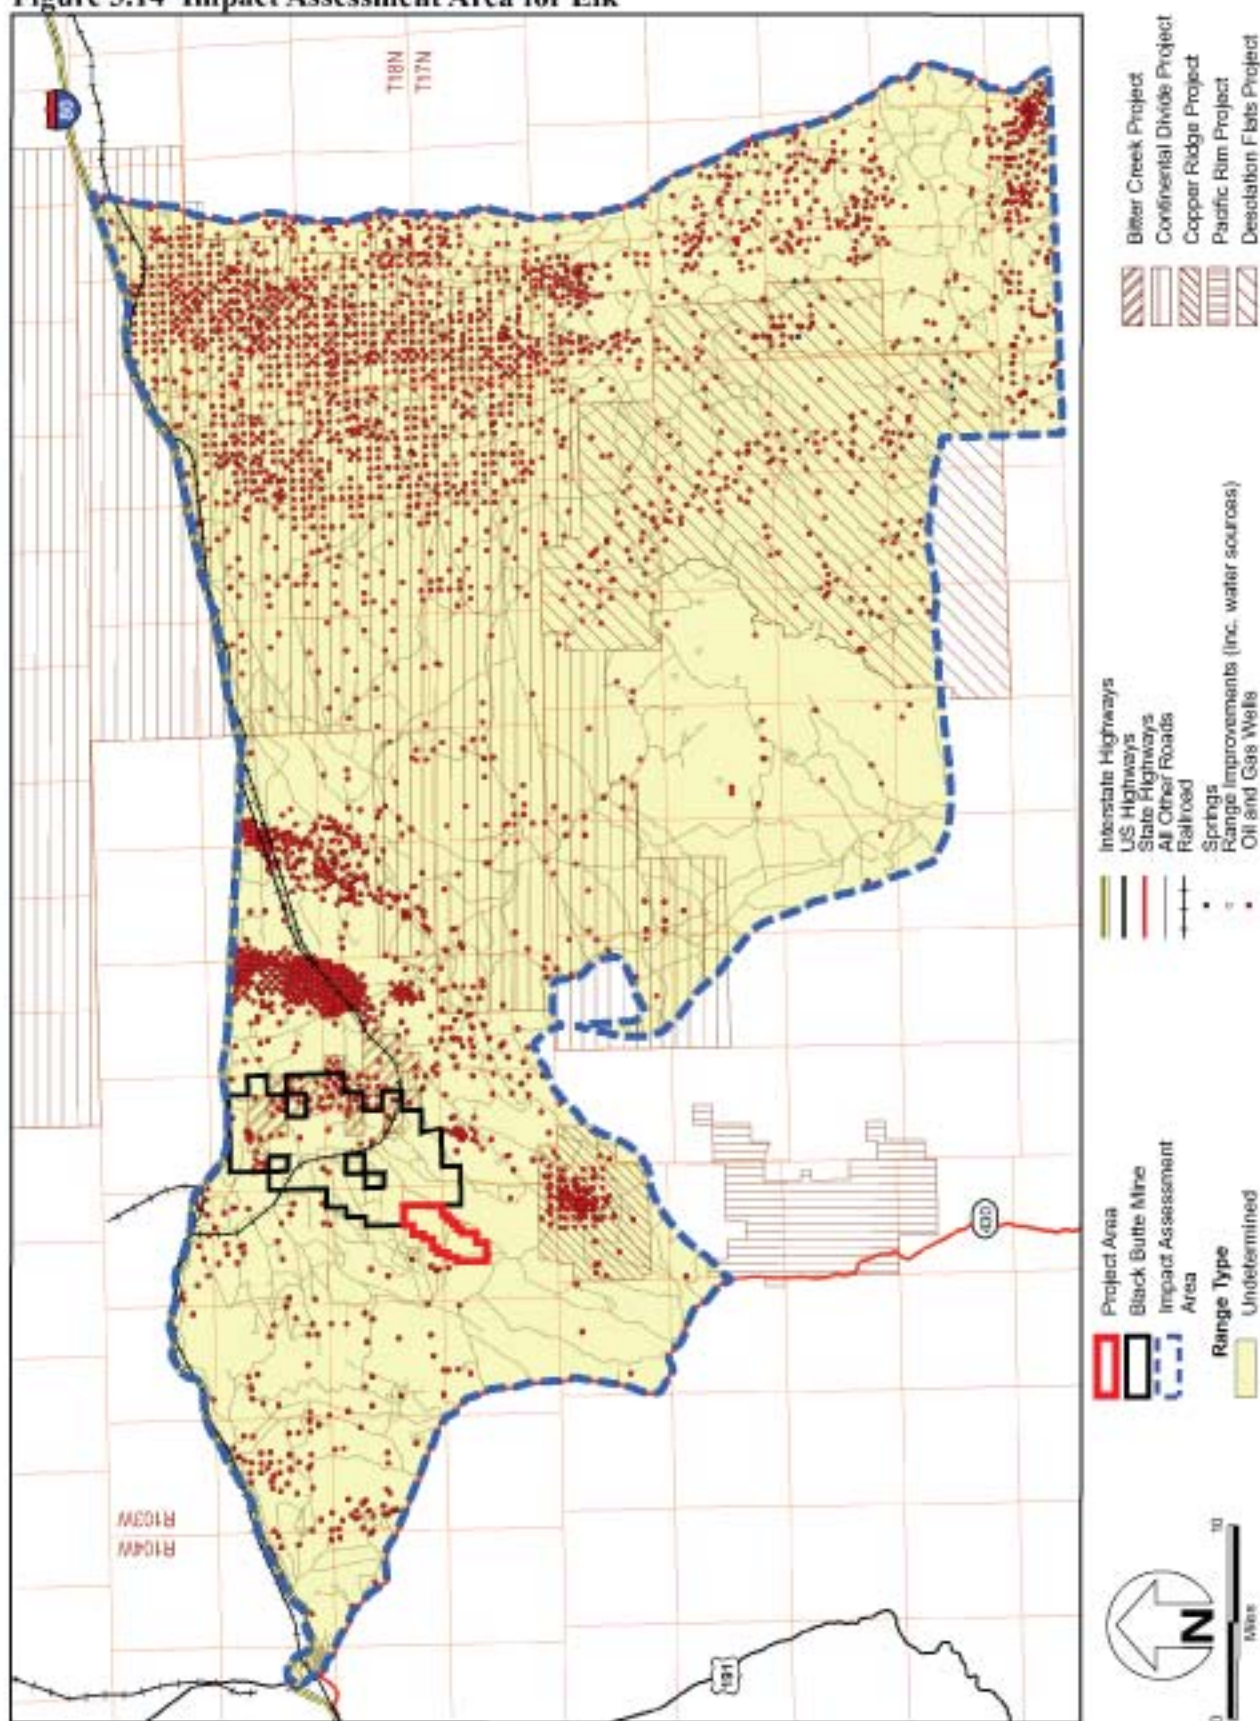 Figure 3.14 Impact Assessment Area for Elk
80
T18N
T17N
R103W
R104W
430
191
Project Area
Black Butte Mine
Impact Assessment
Area
Range Type
Undetermined
Interstate Highways
US Highways
State Highways
All Other Roads
Railroad
Springs
Range Improvements (inc. water sources)
Oil and Gas Wells
Bitter Creek Project
Continental Divide Project
Copper Ridge Project
Pacific Rim Project
Desolation Flats Project
N
0
10
Miles